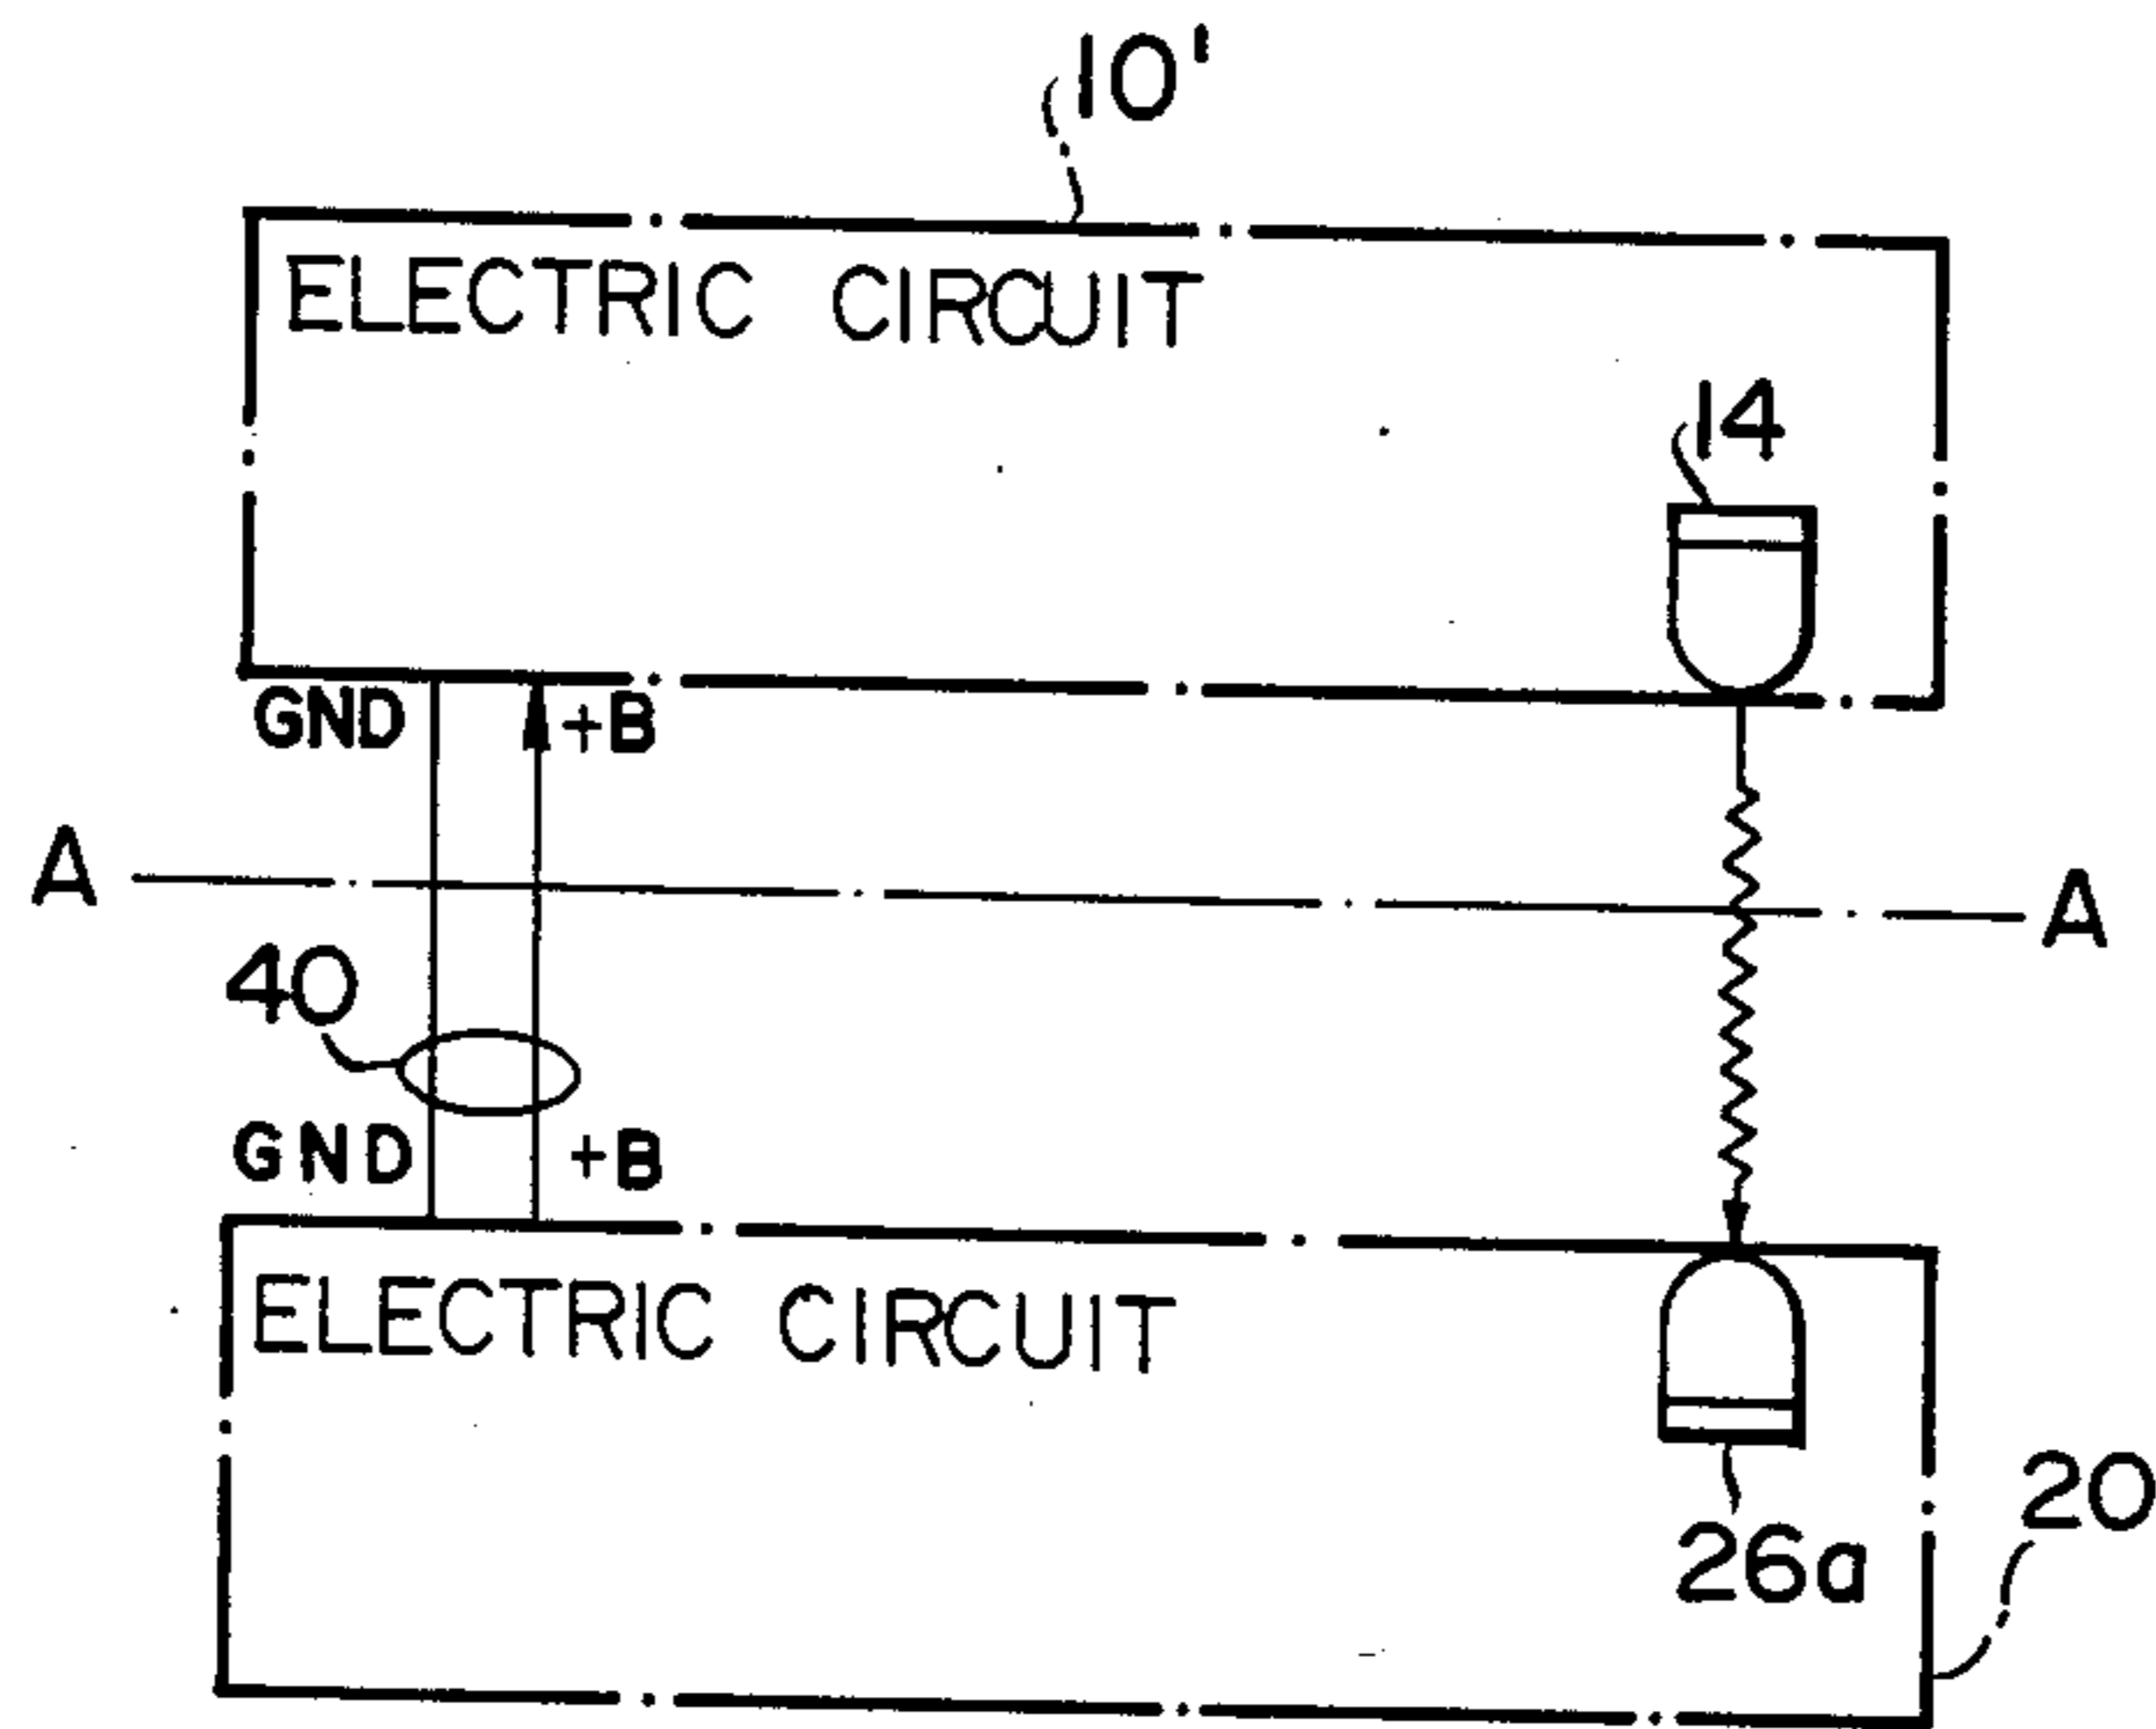 10'
ELECTRIC CIRCUIT
14
GND +B
A A
40
GND +B
ELECTRIC CIRCUIT
20
26a